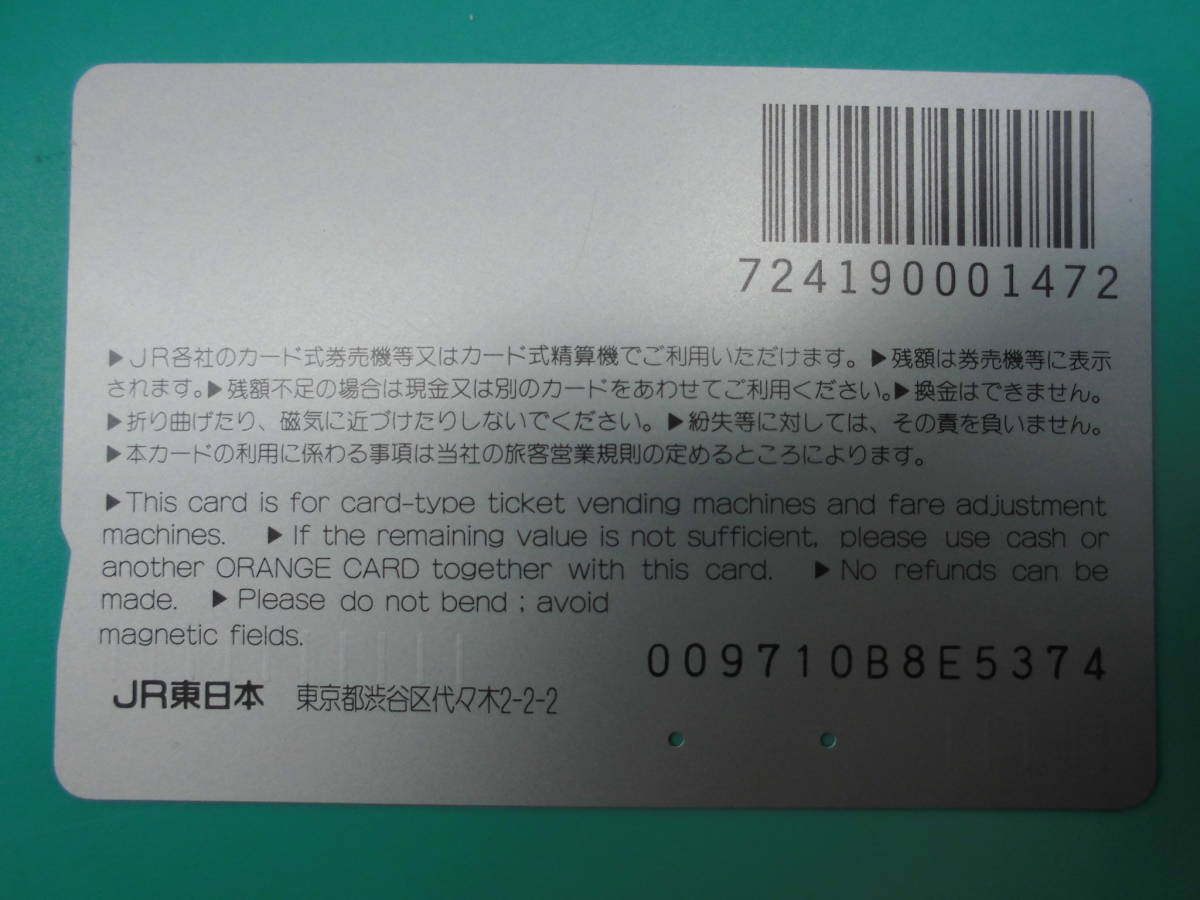 724190001472
▶JR各社のカード式券売機等又はカード式精算機でご利用いただけます。▶残額は券売機等に表示
されます。▶残額不足の場合は現金又は別のカードをあわせてご利用ください。▶換金はできません。
▶折り曲げたり、磁気に近づけたりしないでください。▶紛失等に対しては、その責を負いません。
▶本カードの利用に係わる事項は当社の旅客営業規則の定めるところによります。
▶This card is for card-type ticket vending machines and fare adjustment
machines. ▶If the remaining value is not sufficient, please use cash or
another ORANGE CARD together with this card. ▶No refunds can be
made. ▶Please do not bend ; avoid
magnetic fields.
009710B8E5374
JR東日本 東京都渋谷区代々木2-2-2